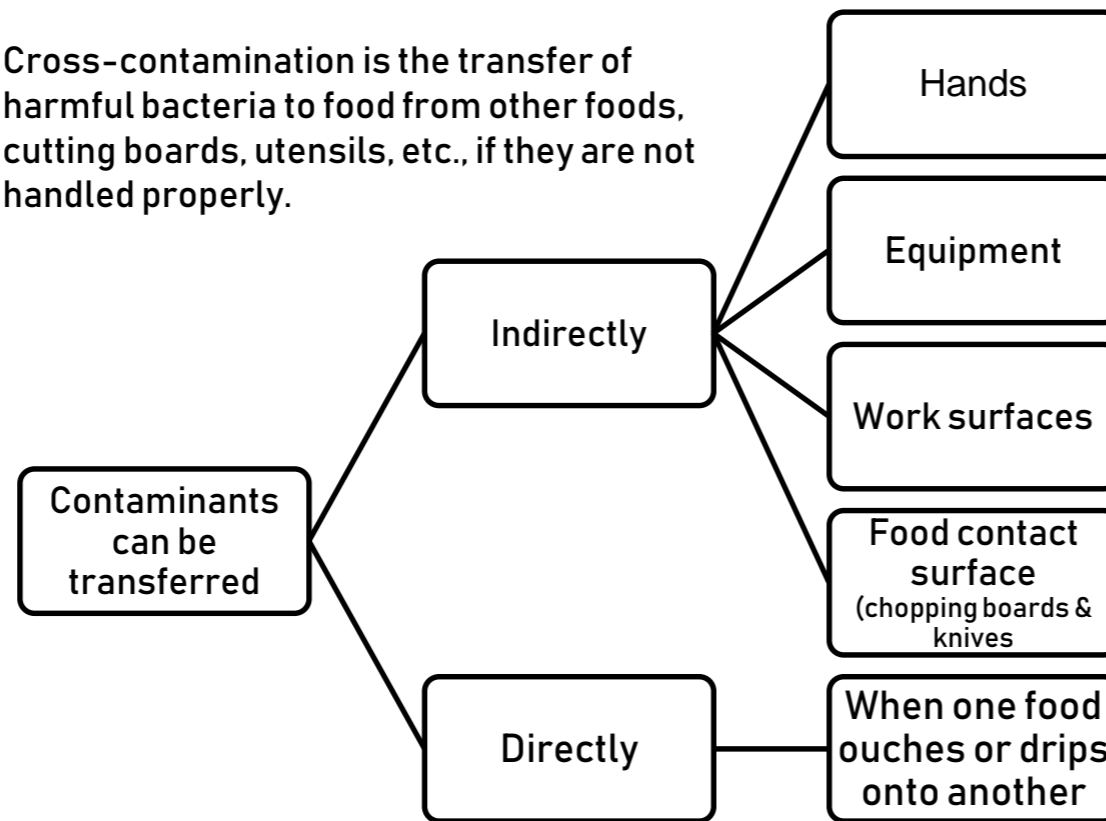 Cross-contamination is the transfer of
harmful bacteria to food from other foods,
cutting boards, utensils, etc., if they are not
handled properly.
Contaminants
can be
transferred
Indirectly
Hands
Equipment
Work surfaces
Food contact
surface
(chopping boards &
knives
Directly
When one food
ouches or drips
onto another